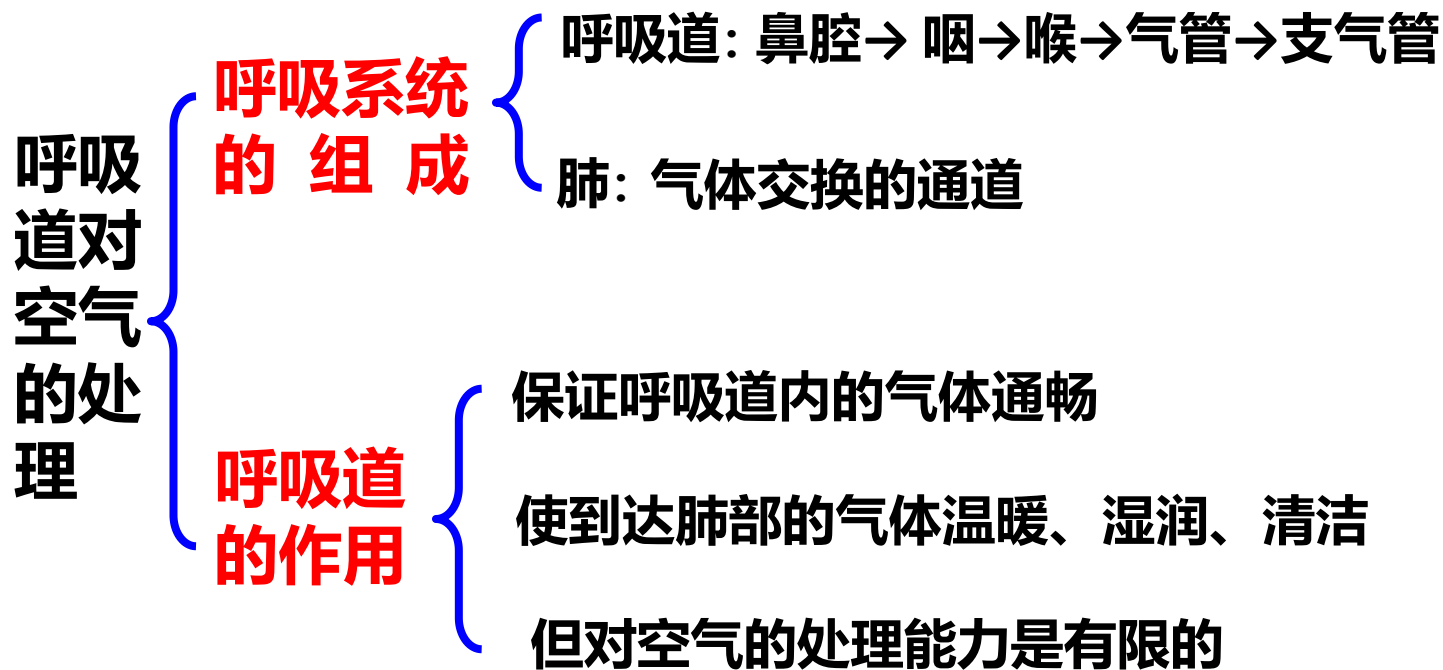 呼吸
道对
空气
的处
理
呼吸系统
的 组 成
呼吸道：鼻腔→ 咽→喉→气管→支气管
肺：气体交换的通道
呼吸道
的作用
保证呼吸道内的气体通畅
使到达肺部的气体温暖、湿润、清洁
但对空气的处理能力是有限的